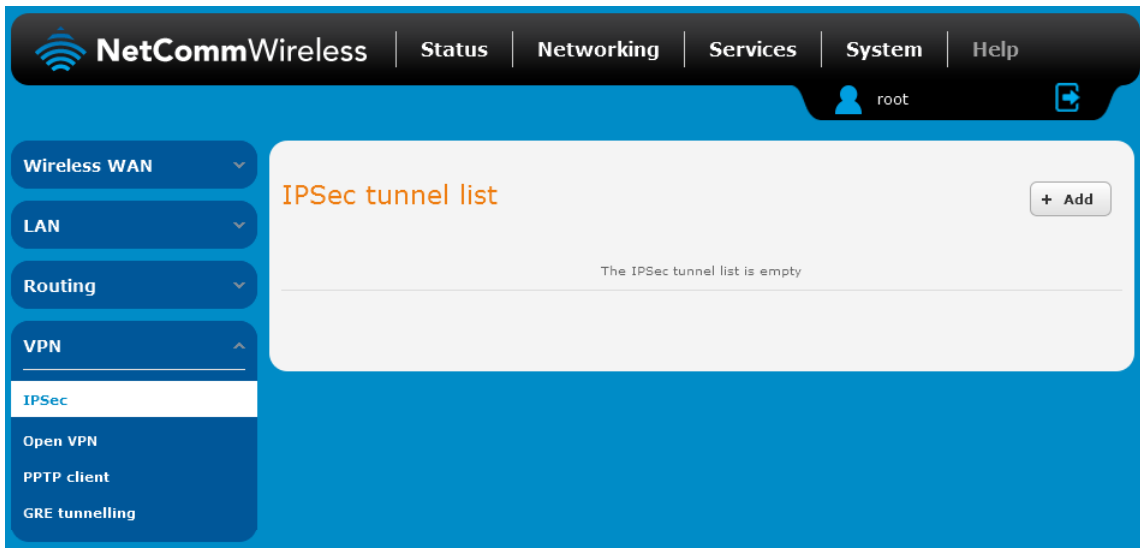 NetCommWireless Status Networking Services System Help
root
Wireless WAN
LAN
Routing
VPN
IPSec
Open VPN
PPTP client
GRE tunnelling
IPSec tunnel list
+ Add
The IPSec tunnel list is empty